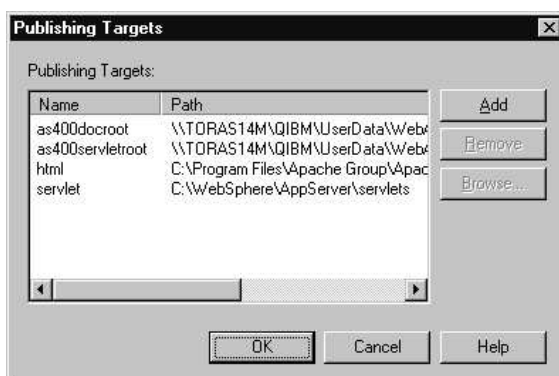 Publishing Targets
Publishing Targets:
Name Path
as400docroot \\TORAS14M\QIBM\UserData\Web
as400servletroot \\TORAS14M\QIBM\UserData\Web
html C:\Program Files\Apache Group\Apac
servlet C:\WebSphere\AppServer\servlets
Add
Remove
Browse...
OK Cancel Help